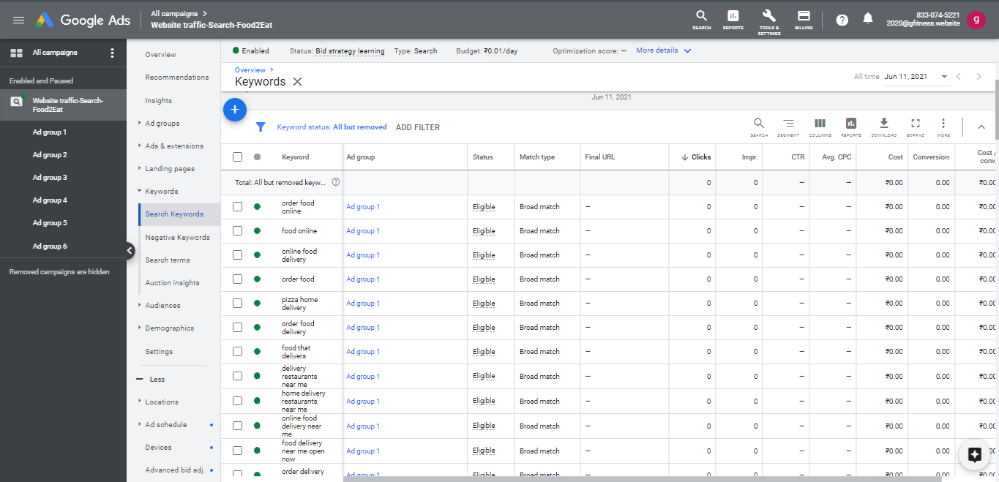 Google Ads
All campaigns
Website traffic-Search-Food2Eat
SEARCH
REPORTS
TOOLS &
SETTINGS
BILLING
?
833-074-5221
2020@gfitness.website
g
All campaigns
Enabled and Paused
Website traffic-Search-
Food2Eat
Ad group 1
Ad group 2
Ad group 3
Ad group 4
Ad group 5
Ad group 6
Removed campaigns are hidden
Overview
Recommendations
Insights
Ad groups
Ads & extensions
Landing pages
Keywords
Search Keywords
Negative Keywords
Search terms
Auction insights
Audiences
Demographics
Settings
Less
Locations
Ad schedule
Devices
Advanced bid adj.
Enabled Status: Bid strategy learning Type: Search Budget: ₹0.01/day Optimization score: — More details
Overview
Keywords
All time Jun 11, 2021
Jun 11, 2021
Keyword status: All but removed ADD FILTER
SEARCH SEGMENT COLUMNS REPORTS DOWNLOAD EXPAND MORE
Keyword Ad group Status Match type Final URL Clicks Impr. CTR Avg. CPC Cost Conversions Cost / conv.
Total: All but removed keyw... ? 0 0 — — ₹0.00 0.00 ₹0.00
order food online Ad group 1 Eligible Broad match — 0 0 — — ₹0.00 0.00 ₹0.00
food online Ad group 1 Eligible Broad match — 0 0 — — ₹0.00 0.00 ₹0.00
online food delivery Ad group 1 Eligible Broad match — 0 0 — — ₹0.00 0.00 ₹0.00
order food Ad group 1 Eligible Broad match — 0 0 — — ₹0.00 0.00 ₹0.00
pizza home delivery Ad group 1 Eligible Broad match — 0 0 — — ₹0.00 0.00 ₹0.00
order food delivery Ad group 1 Eligible Broad match — 0 0 — — ₹0.00 0.00 ₹0.00
food that delivers Ad group 1 Eligible Broad match — 0 0 — — ₹0.00 0.00 ₹0.00
delivery restaurants near me Ad group 1 Eligible Broad match — 0 0 — — ₹0.00 0.00 ₹0.00
home delivery restaurants near me Ad group 1 Eligible Broad match — 0 0 — — ₹0.00 0.00 ₹0.00
online food delivery near me Ad group 1 Eligible Broad match — 0 0 — — ₹0.00 0.00 ₹0.00
food delivery near me open now Ad group 1 Eligible Broad match — 0 0 — — ₹0.00 0.00
order delivery Ad group 1 Eligible Broad match — 0 0 — — ₹0.00 0.00